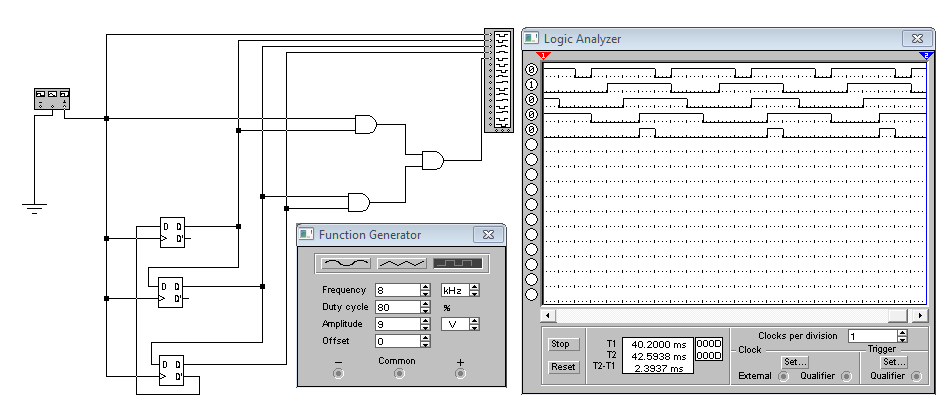 Logic Analyzer
1
2
0
1
0
0
0
D Q
Q'
D Q
Q'
D Q
Q'
Function Generator
Frequency 8 kHz
Duty cycle 80 %
Amplitude 9 V
Offset 0
− Common +
Stop
Reset
T1 40.2000 ms 000D
T2 42.5938 ms 000D
T2-T1 2.3937 ms
Clocks per division 1
Clock
Set...
External Qualifier
Trigger
Set...
Qualifier